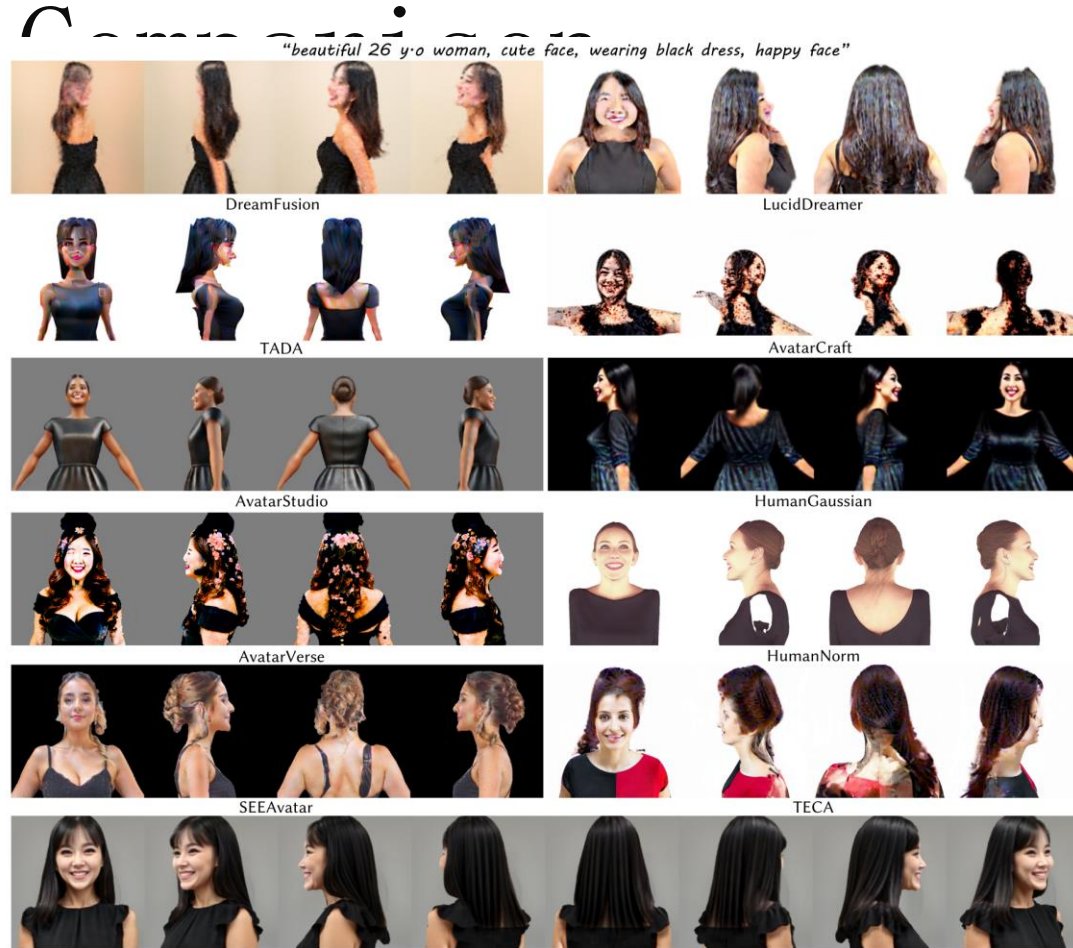 “beautiful 26 y.o woman, cute face, wearing black dress, happy face”
DreamFusion
LucidDreamer
TADA
AvatarCraft
AvatarStudio
HumanGaussian
AvatarVerse
HumanNorm
SEEAvatar
TECA